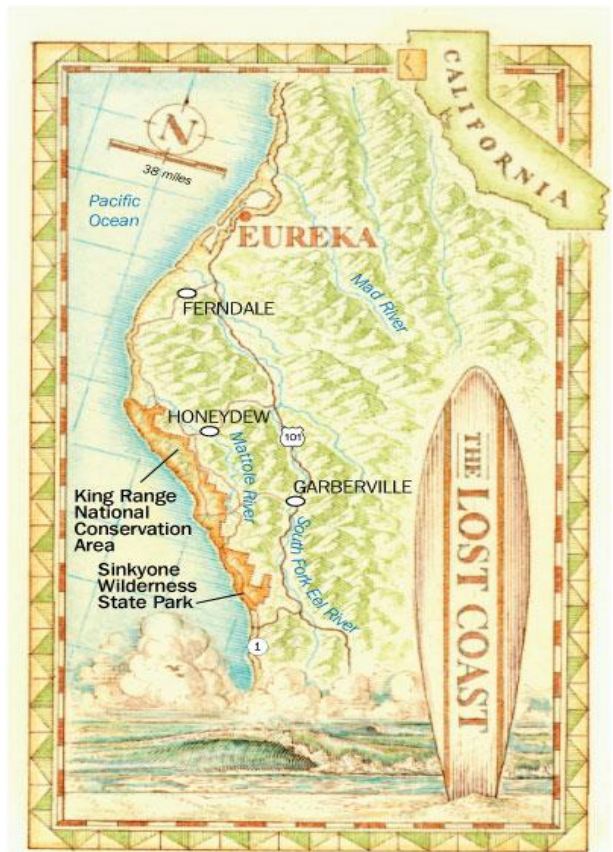 CALIFORNIA
N
38 miles
Pacific
Ocean
EUREKA
Mad River
FERNDALE
HONEYDEW
101
Mattole River
GARBERVILLE
King Range
National
Conservation
Area
South Fork Eel River
Sinkyone
Wilderness
State Park
1
THE LOST COAST